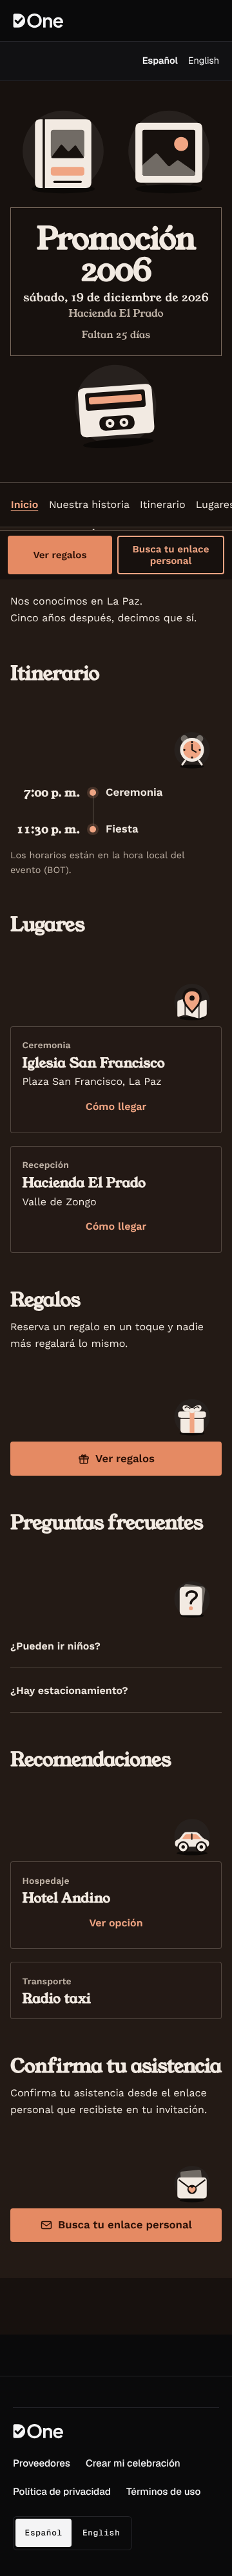 One
Español English
Promoción
2006
sábado, 19 de diciembre de 2026
Hacienda El Prado
Faltan 25 días
Inicio Nuestra historia Itinerario Lugares
Ver regalos
Busca tu enlace
personal
Nos conocimos en La Paz.
Cinco años después, decimos que sí.
Itinerario
7:00 p. m. Ceremonia
11:30 p. m. Fiesta
Los horarios están en la hora local del
evento (BOT).
Lugares
Ceremonia
Iglesia San Francisco
Plaza San Francisco, La Paz
Cómo llegar
Recepción
Hacienda El Prado
Valle de Zongo
Cómo llegar
Regalos
Reserva un regalo en un toque y nadie
más regalará lo mismo.
Ver regalos
Preguntas frecuentes
?
¿Pueden ir niños?
¿Hay estacionamiento?
Recomendaciones
Hospedaje
Hotel Andino
Ver opción
Transporte
Radio taxi
Confirma tu asistencia
Confirma tu asistencia desde el enlace
personal que recibiste en tu invitación.
Busca tu enlace personal
One
Proveedores Crear mi celebración
Política de privacidad Términos de uso
Español English